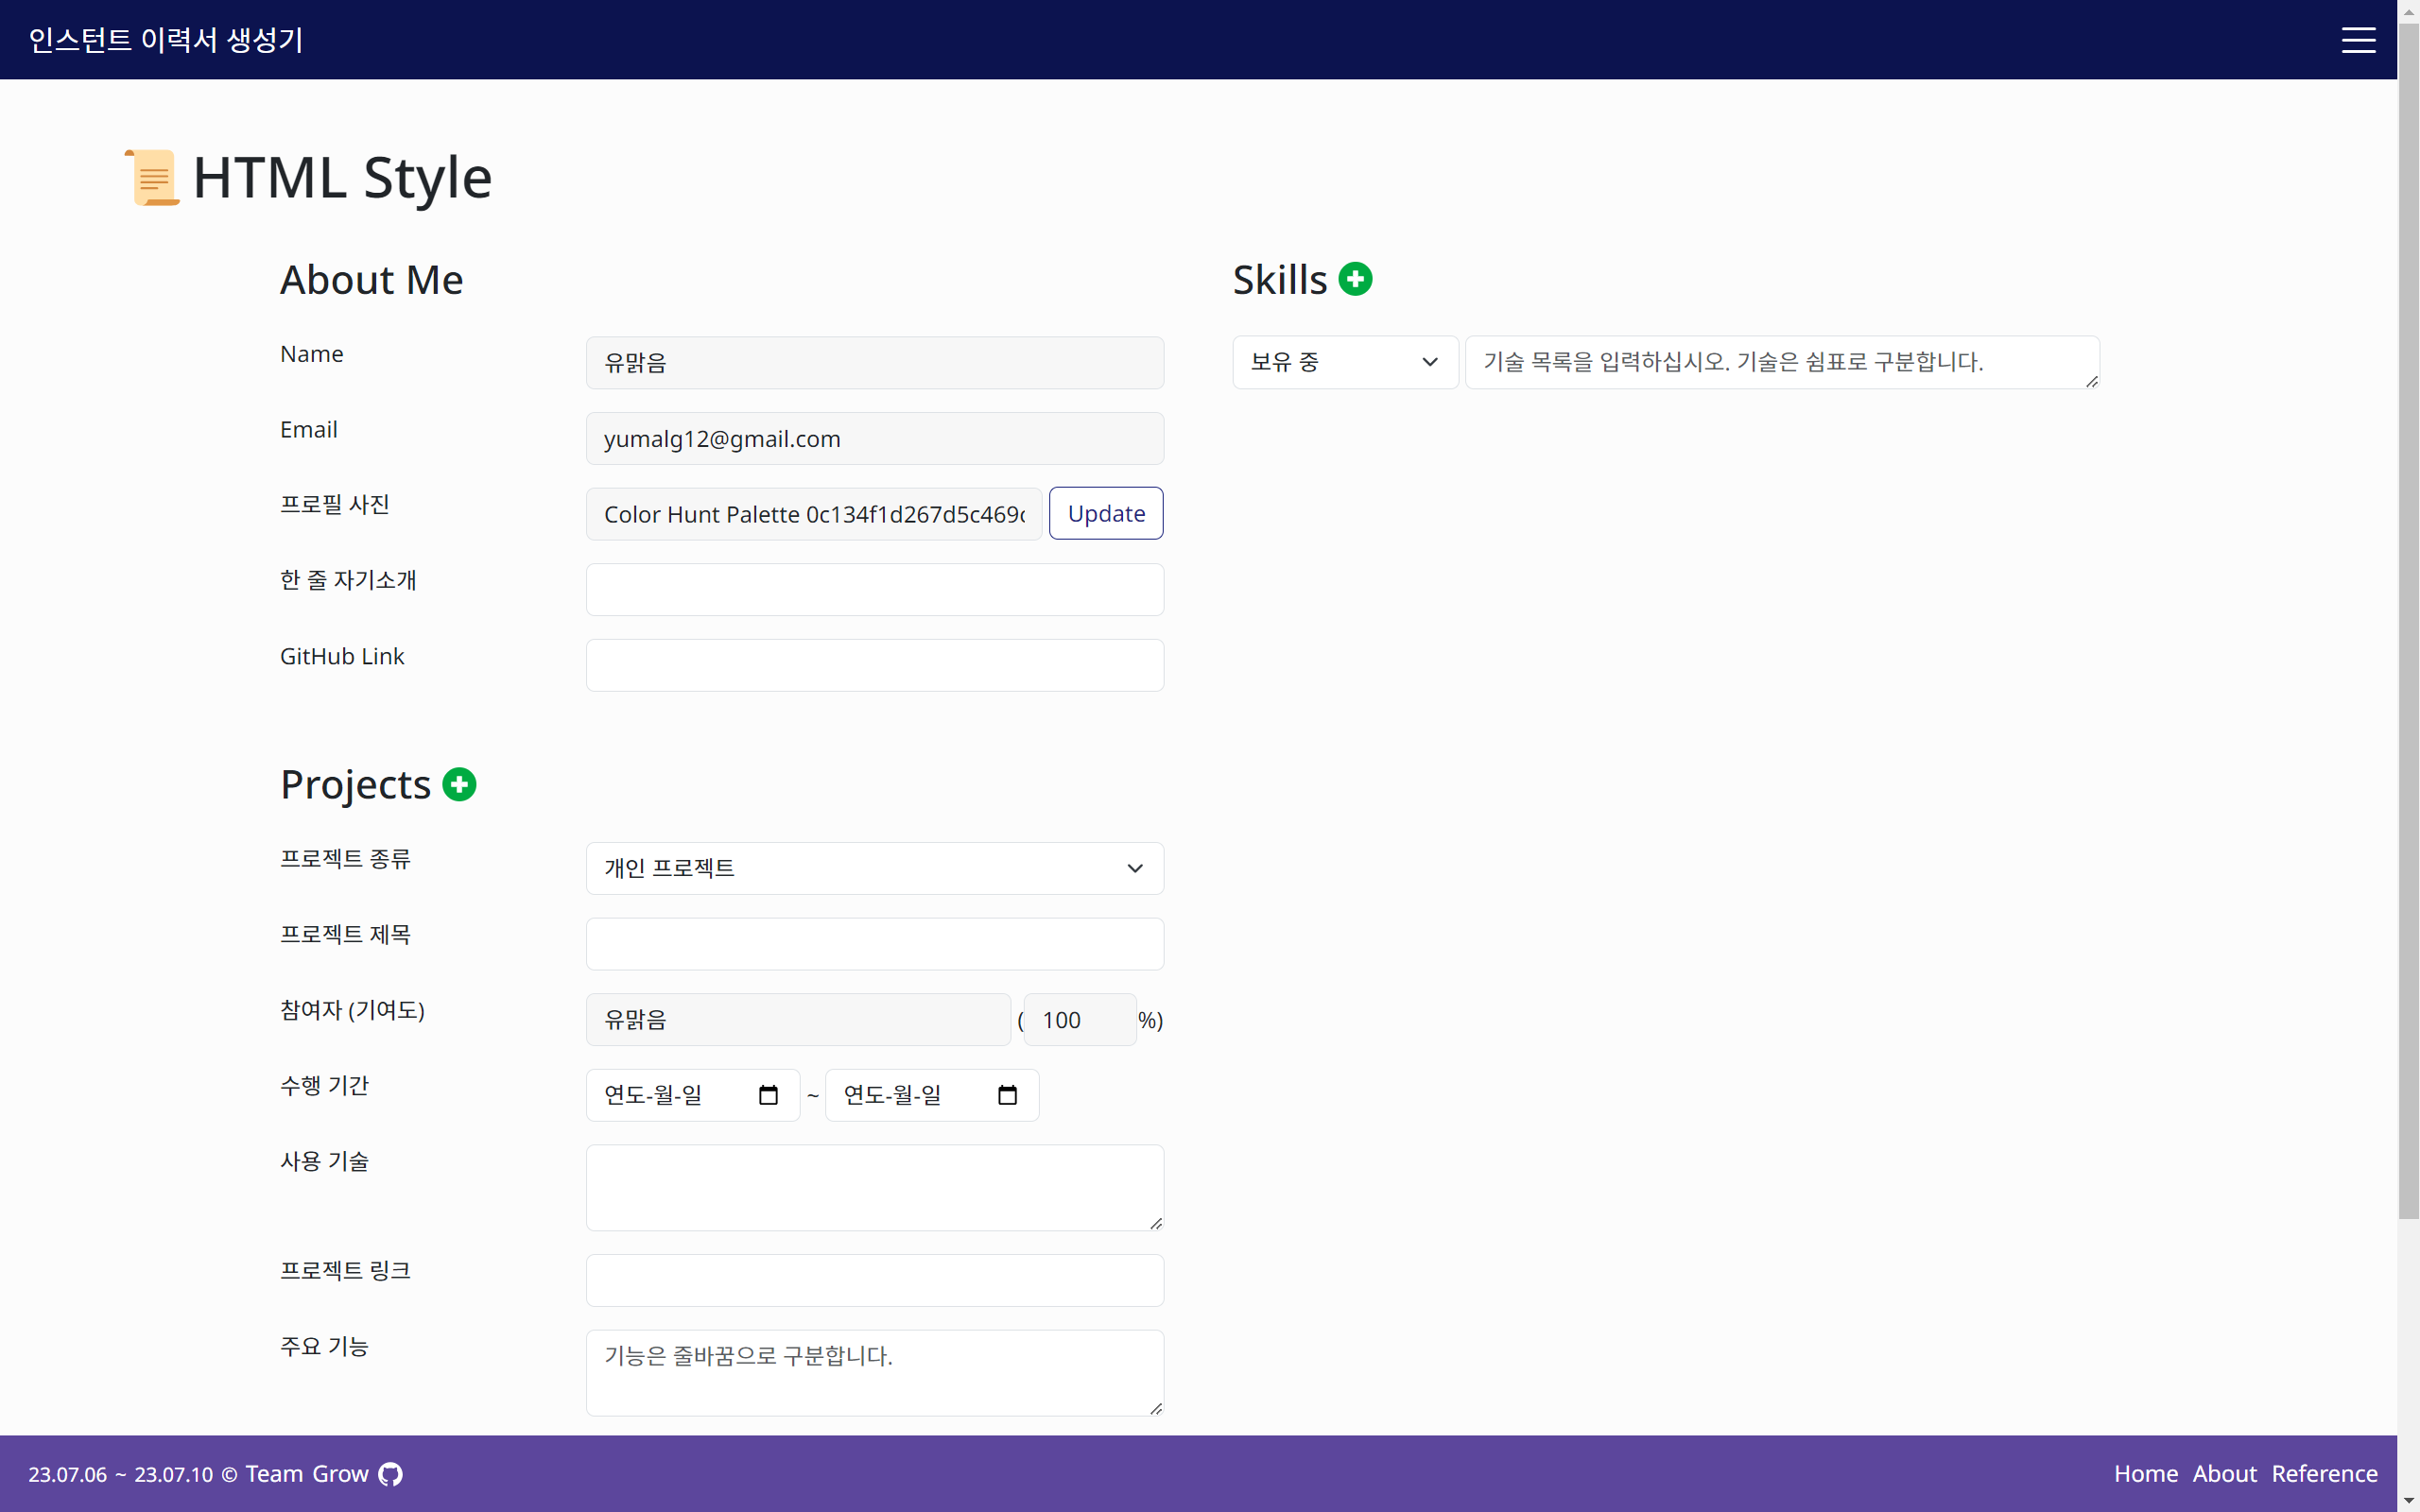 인스턴트 이력서 생성기
HTML Style
About Me
Name
유맑음
Email
yumalg12@gmail.com
프로필 사진
Color Hunt Palette 0c134f1d267d5c469
Update
한 줄 자기소개
GitHub Link
Skills
보유 중
기술 목록을 입력하십시오. 기술은 쉼표로 구분합니다.
Projects
프로젝트 종류
개인 프로젝트
프로젝트 제목
참여자 (기여도)
유맑음 ( 100 %)
수행 기간
연도-월-일 ~ 연도-월-일
사용 기술
프로젝트 링크
주요 기능
기능은 줄바꿈으로 구분합니다.
23.07.06 ~ 23.07.10 © Team Grow
Home About Reference